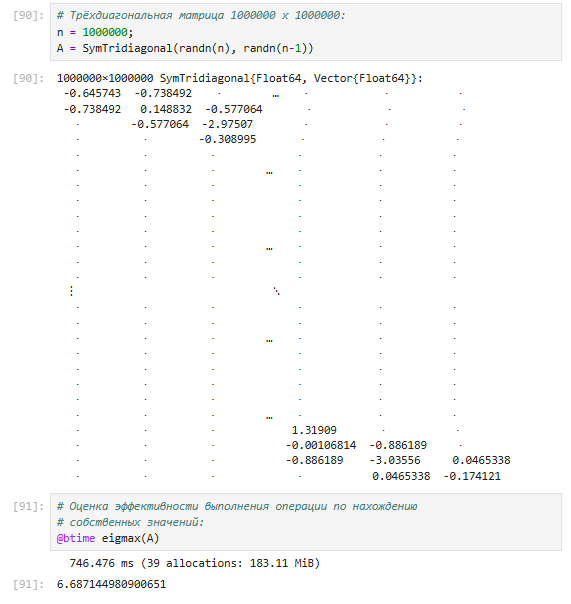 [90]: # Трёхдиагональная матрица 1000000 x 1000000:
n = 1000000;
A = SymTridiagonal(randn(n), randn(n-1))
[90]: 1000000×1000000 SymTridiagonal{Float64, Vector{Float64}}:
-0.645743 -0.738492 ⋅ … ⋅ ⋅ ⋅
-0.738492 0.148832 -0.577064 ⋅ ⋅ ⋅
⋅ -0.577064 -2.97507 ⋅ ⋅ ⋅
⋅ ⋅ -0.308995 ⋅ ⋅ ⋅
⋅ ⋅ ⋅ ⋅ ⋅ ⋅
⋅ ⋅ ⋅ … ⋅ ⋅ ⋅
⋅ ⋅ ⋅ ⋅ ⋅ ⋅
⋅ ⋅ ⋅ ⋅ ⋅ ⋅
⋅ ⋅ ⋅ ⋅ ⋅ ⋅
⋅ ⋅ ⋅ ⋅ ⋅ ⋅
⋅ ⋅ ⋅ … ⋅ ⋅ ⋅
⋅ ⋅ ⋅ ⋅ ⋅ ⋅
⋅ ⋅ ⋅ ⋅ ⋅ ⋅
⋮ ⋱
⋅ ⋅ ⋅ ⋅ ⋅ ⋅
⋅ ⋅ ⋅ ⋅ ⋅ ⋅
⋅ ⋅ ⋅ … ⋅ ⋅ ⋅
⋅ ⋅ ⋅ ⋅ ⋅ ⋅
⋅ ⋅ ⋅ ⋅ ⋅ ⋅
⋅ ⋅ ⋅ ⋅ ⋅ ⋅
⋅ ⋅ ⋅ ⋅ ⋅ ⋅
⋅ ⋅ ⋅ … ⋅ ⋅ ⋅
⋅ ⋅ ⋅ 1.31909 ⋅ ⋅
⋅ ⋅ ⋅ -0.00106814 -0.886189 ⋅
⋅ ⋅ ⋅ -0.886189 -3.03556 0.0465338
⋅ ⋅ ⋅ ⋅ 0.0465338 -0.174121
[91]: # Оценка эффективности выполнения операции по нахождению
# собственных значений:
@btime eigmax(A)
746.476 ms (39 allocations: 183.11 MiB)
[91]: 6.687144980900651